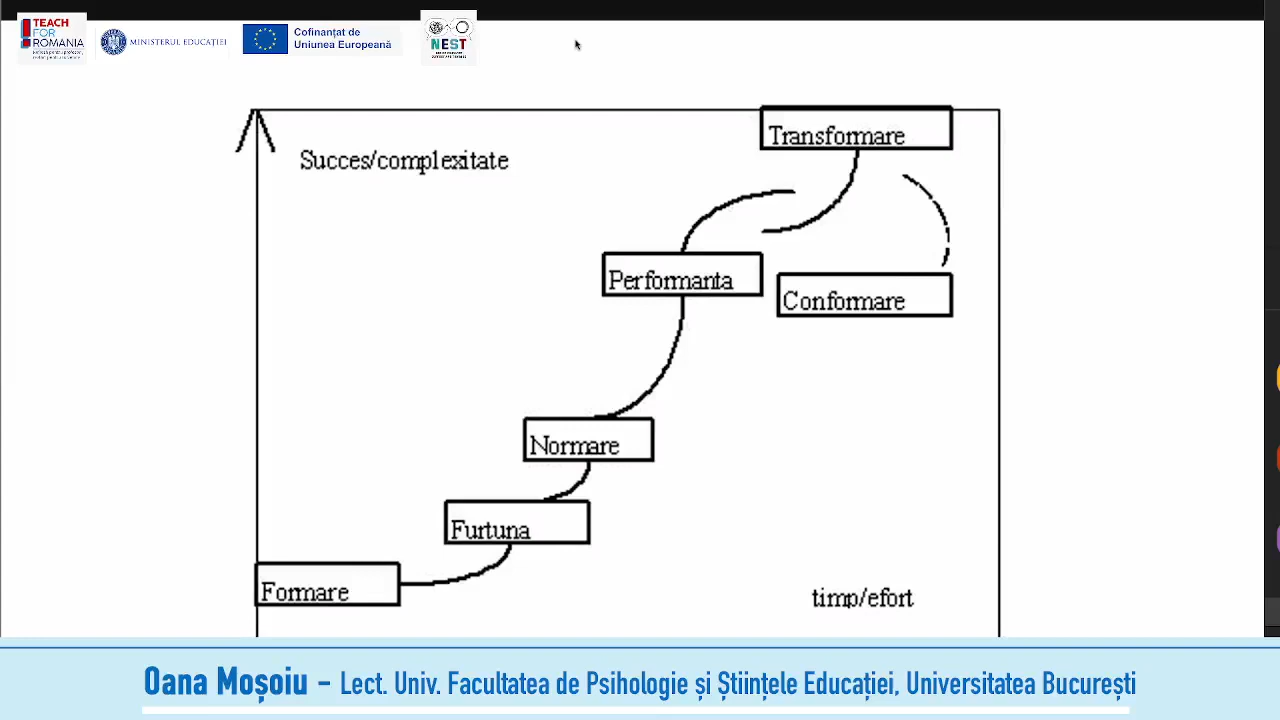 TEACH
FOR
ROMANIA
MINISTERUL EDUCAȚIEI
Cofinanțat de
Uniunea Europeană
NEST
Succes/complexitate
Transformare
Performanta
Conformare
Normare
Furtuna
Formare
timp/efort
Oana Moșoiu – Lect. Univ. Facultatea de Psihologie și Științele Educației, Universitatea București